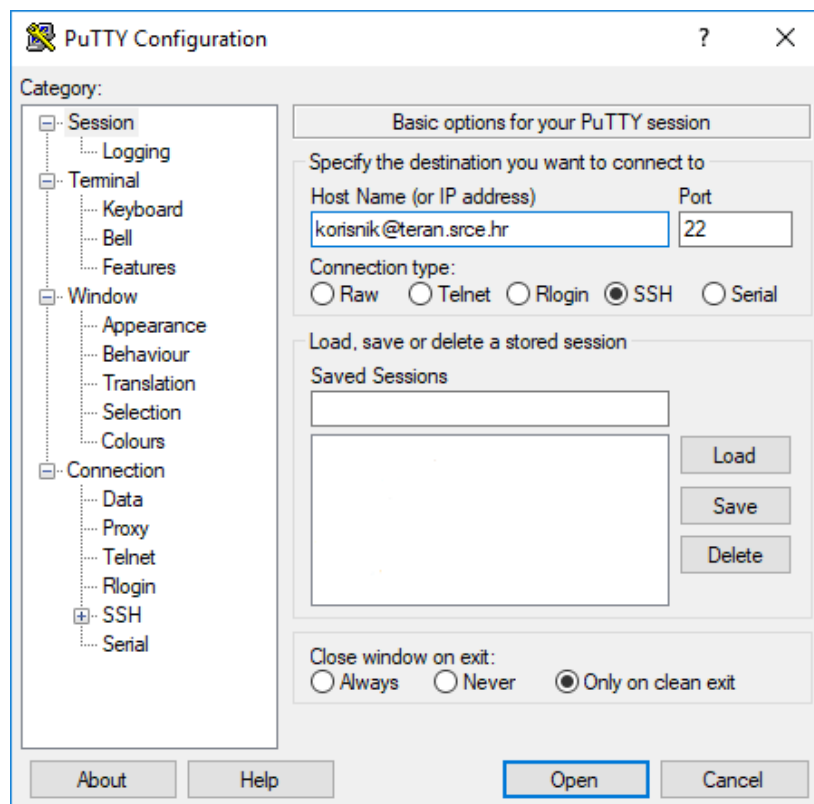 PuTTY Configuration
?
Category:
Session
Logging
Terminal
Keyboard
Bell
Features
Window
Appearance
Behaviour
Translation
Selection
Colours
Connection
Data
Proxy
Telnet
Rlogin
SSH
Serial
Basic options for your PuTTY session
Specify the destination you want to connect to
Host Name (or IP address) Port
korisnik@teran.srce.hr 22
Connection type:
Raw Telnet Rlogin SSH Serial
Load, save or delete a stored session
Saved Sessions
Load
Save
Delete
Close window on exit:
Always Never Only on clean exit
About Help Open Cancel